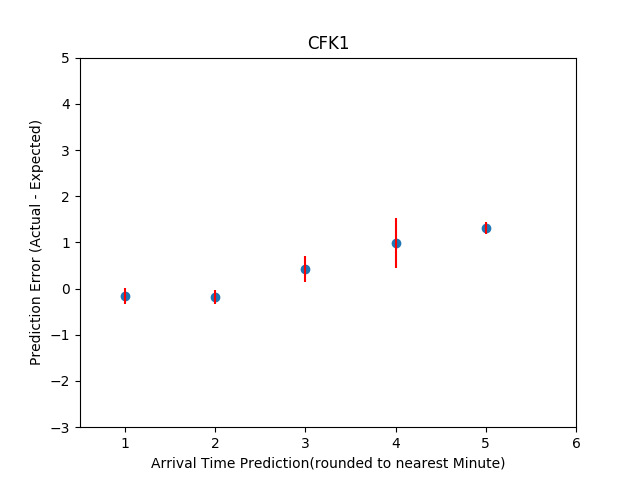 CFK1
5
4
3
2
1
0
−1
−2
−3
Prediction Error (Actual - Expected)
1 2 3 4 5 6
Arrival Time Prediction(rounded to nearest Minute)